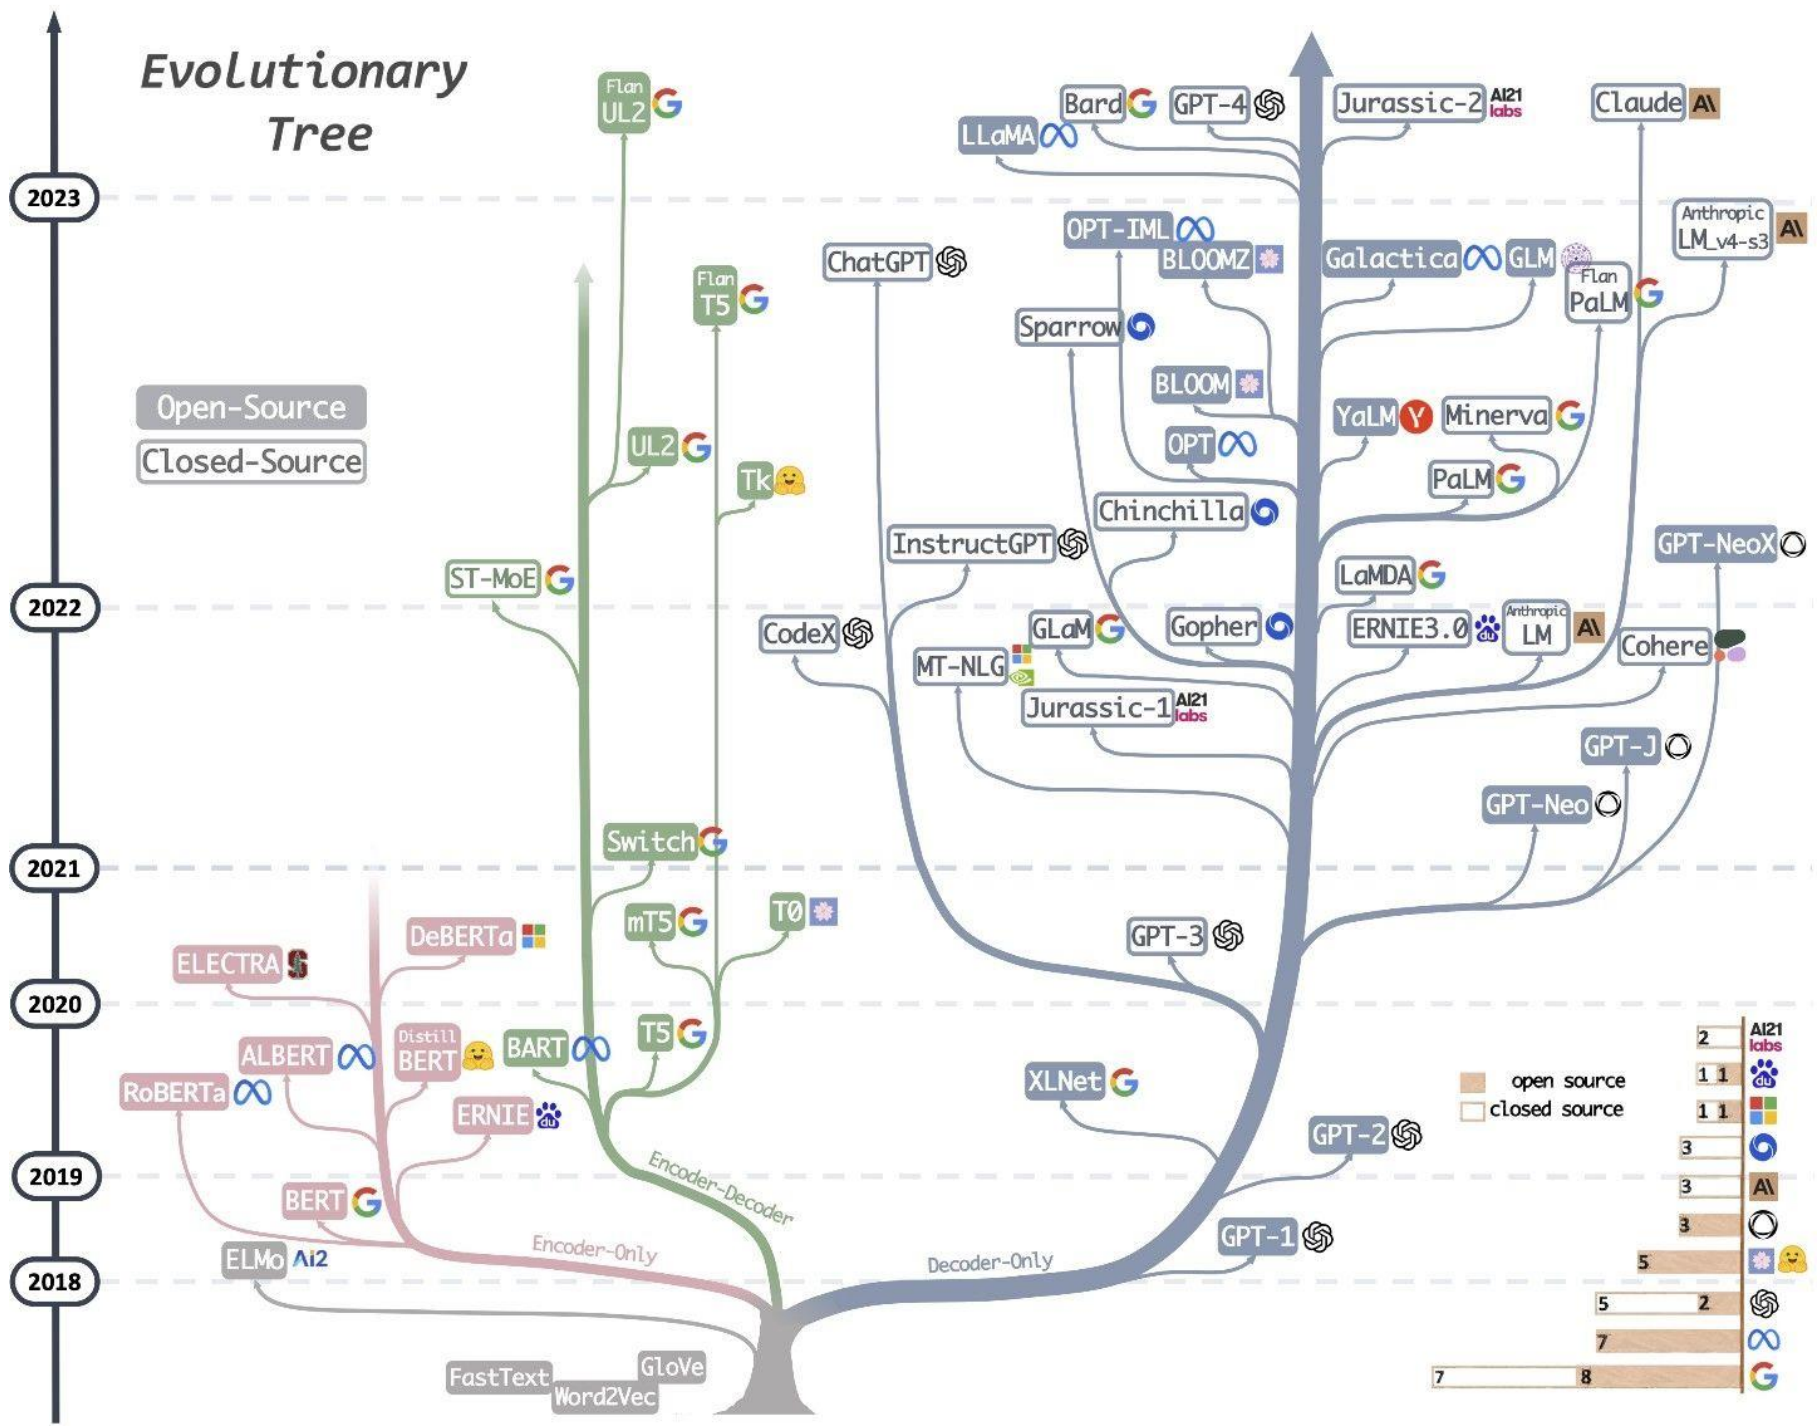 Evolutionary
Tree
2023
2022
2021
2020
2019
2018
Open-Source
Closed-Source
Flan
UL2
Flan
T5
UL2
Tk
ST-MoE
Switch
mT5
T0
T5
BART
DeBERTa
ELECTRA
Distill
BERT
ALBERT
RoBERTa
ERNIE
BERT
ELMo
Ai2
FastText
Word2Vec
GloVe
Encoder-Only
Encoder-Decoder
Decoder-Only
Bard
GPT-4
Jurassic-2
AI21
labs
Claude
A\
LLaMA
OPT-IML
BLOOMZ
Galactica
GLM
Anthropic
LM_v4-s3
A\
ChatGPT
Flan
PaLM
Sparrow
BLOOM
YaLM
Minerva
OPT
PaLM
Chinchilla
InstructGPT
GPT-NeoX
LaMDA
CodeX
GLaM
Gopher
ERNIE3.0
du
Anthropic
LM
A\
Cohere
MT-NLG
Jurassic-1
AI21
labs
GPT-J
GPT-Neo
GPT-3
XLNet
GPT-2
GPT-1
du
open source
closed source
2
AI21
labs
1 1
du
1 1
3
3
A\
3
5
5 2
7
7 8